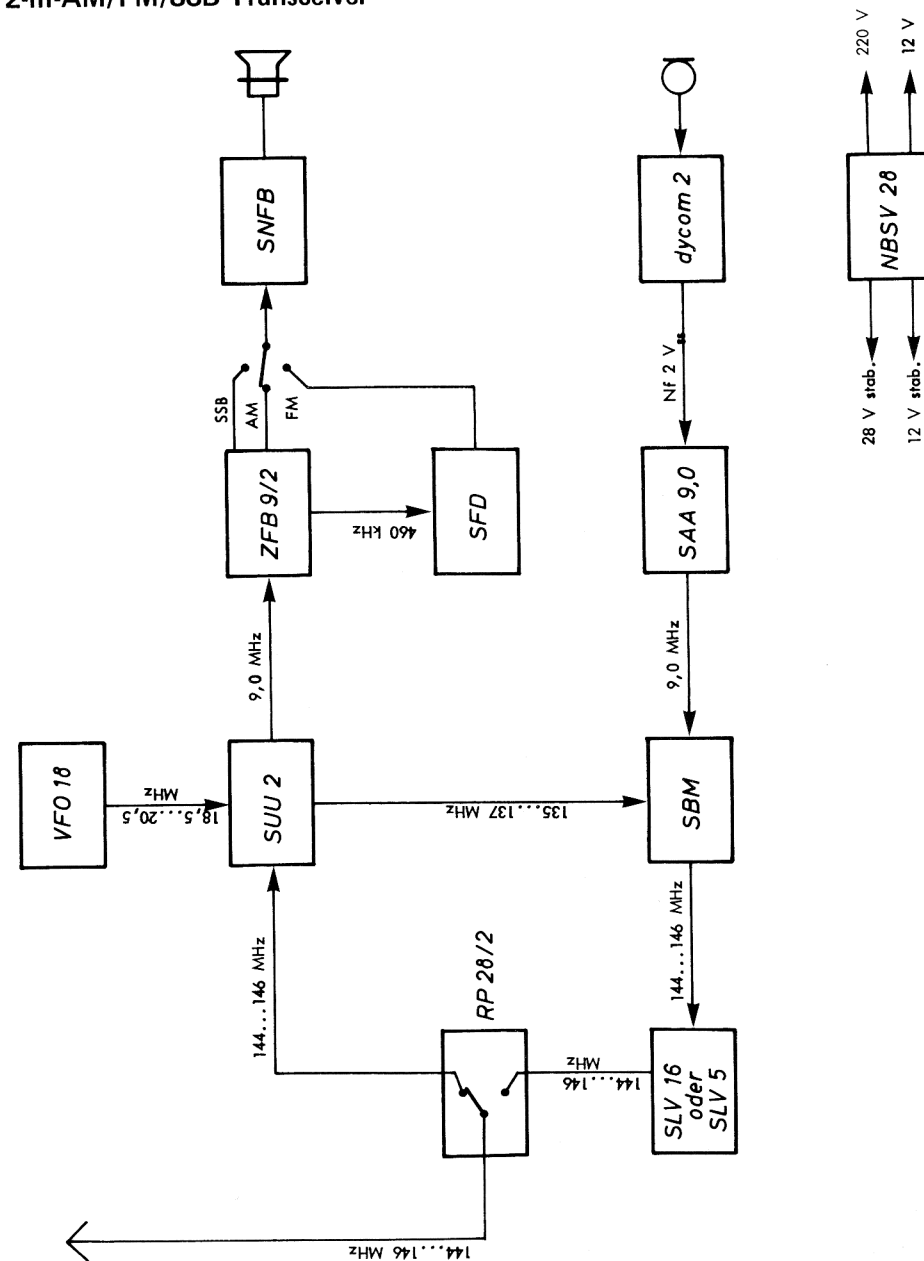 2-m-AM/FM/SSB Transceiver
VFO 18
18,5...20,5
MHz
144...146 MHz
SUU 2
9,0 MHz
ZFB 9/2
SSB
AM
FM
SNFB
460 kHz
SFD
135...137 MHz
144...146 MHz
RP 28/2
144...146
MHz
SLV 16
oder
SLV 5
144...146 MHz
SBM
9,0 MHz
SAA 9,0
Nf 2 Vss
dycom 2
28 V stab.
12 V stab.
NBSV 28
220 V
12 V